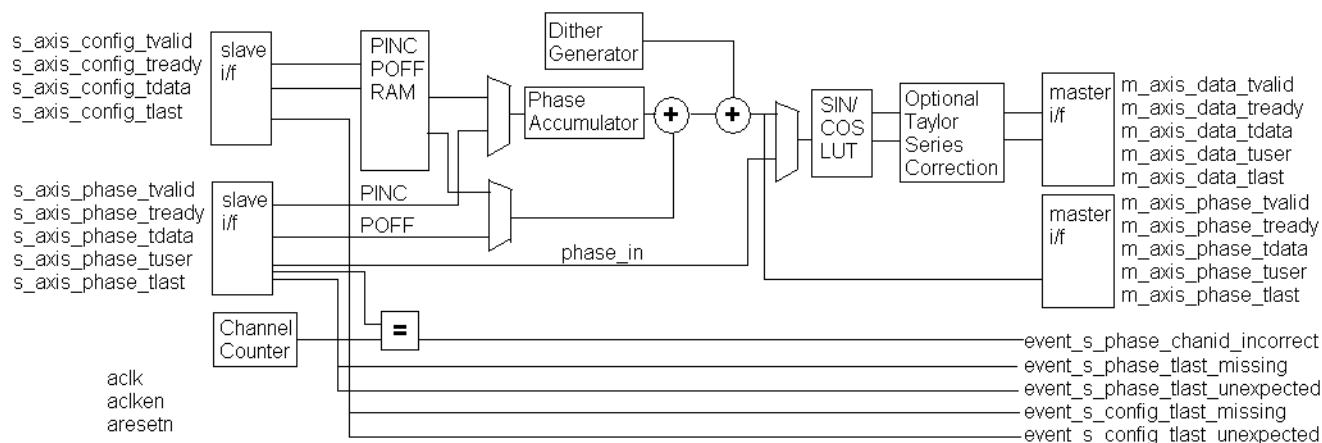 s_axis_config_tvalid
s_axis_config_tready
s_axis_config_tdata
s_axis_config_tlast
slave
i/f
PINC
POFF
RAM
Dither
Generator
Phase
Accumulator
+
+
SIN/
COS
LUT
Optional
Taylor
Series
Correction
master
i/f
m_axis_data_tvalid
m_axis_data_tready
m_axis_data_tdata
m_axis_data_tuser
m_axis_data_tlast
s_axis_phase_tvalid
s_axis_phase_tready
s_axis_phase_tdata
s_axis_phase_tuser
s_axis_phase_tlast
slave
i/f
PINC
POFF
phase_in
master
i/f
m_axis_phase_tvalid
m_axis_phase_tready
m_axis_phase_tdata
m_axis_phase_tuser
m_axis_phase_tlast
Channel
Counter
=
event_s_phase_chanid_incorrect
event_s_phase_tlast_missing
event_s_phase_tlast_unexpected
event_s_config_tlast_missing
event_s_config_tlast_unexpected
aclk
aclken
aresetn